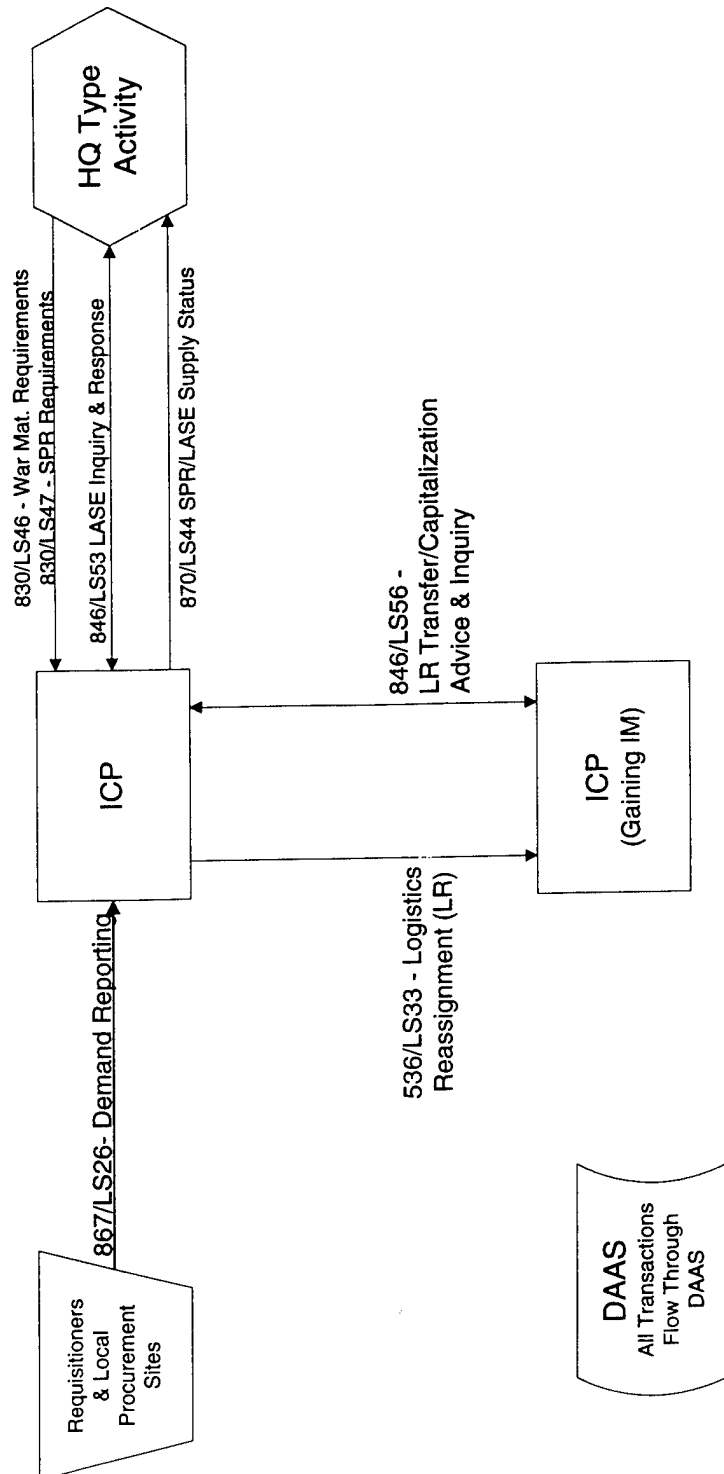 Requisitioners
& Local
Procurement
Sites
867/LS26- Demand Reporting
ICP
830/LS46 - War Mat. Requirements
830/LS47 - SPR Requirements
846/LS53 LASE Inquiry & Response
870/LS44 SPR/LASE Supply Status
HQ Type
Activity
536/LS33 - Logistics
Reassignment (LR)
846/LS56 -
LR Transfer/Capitalization
Advice & Inquiry
ICP
(Gaining IM)
DAAS
All Transactions
Flow Through
DAAS